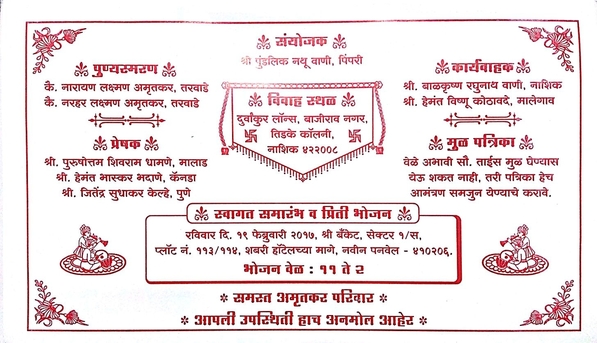 संयोजक
श्री गुंडलिक नथू वाणी, पिंपरी
पुण्यस्मरण
कै. नारायण लक्ष्मण अमृतकर, तरवाडे
कै. नरहर लक्ष्मण अमृतकर, तरवाडे
प्रेषक
श्री. पुरुषोत्तम शिवराम धामणे, मालाड
श्री. हेमंत भास्कर भदाणे, कॅनडा
श्री. जितेंद्र सुधाकर केल्हे, पुणे
विवाह स्थळ
दुर्वांकुर लॉन्स, बाजीराव नगर,
तिडके कॉलनी,
नाशिक ४२२००८
कार्यवाहक
श्री. बाळकृष्ण रघुनाथ वाणी, नाशिक
श्री. हेमंत विष्णू कोठावदे, मालेगाव
मुळ पत्रिका
वेळे अभावी सौ. ताईस मुळ घेण्यास
येऊ शकत नाही, तरी पत्रिका हेच
आमंत्रण समजुन येण्याचे करावे.
स्वागत समारंभ व प्रिती भोजन
रविवार दि. १९ फेब्रुवारी २०१७, श्री बँकेट, सेक्टर १/स,
प्लॉट नं. ११३/११४, शबरी हॉटेलच्या मागे, नवीन पनवेल - ४१०२०६.
भोजन वेळ : ११ ते २
* समस्त अमृतकर परिवार *
* आपली उपस्थिती हाच अनमोल आहेर *